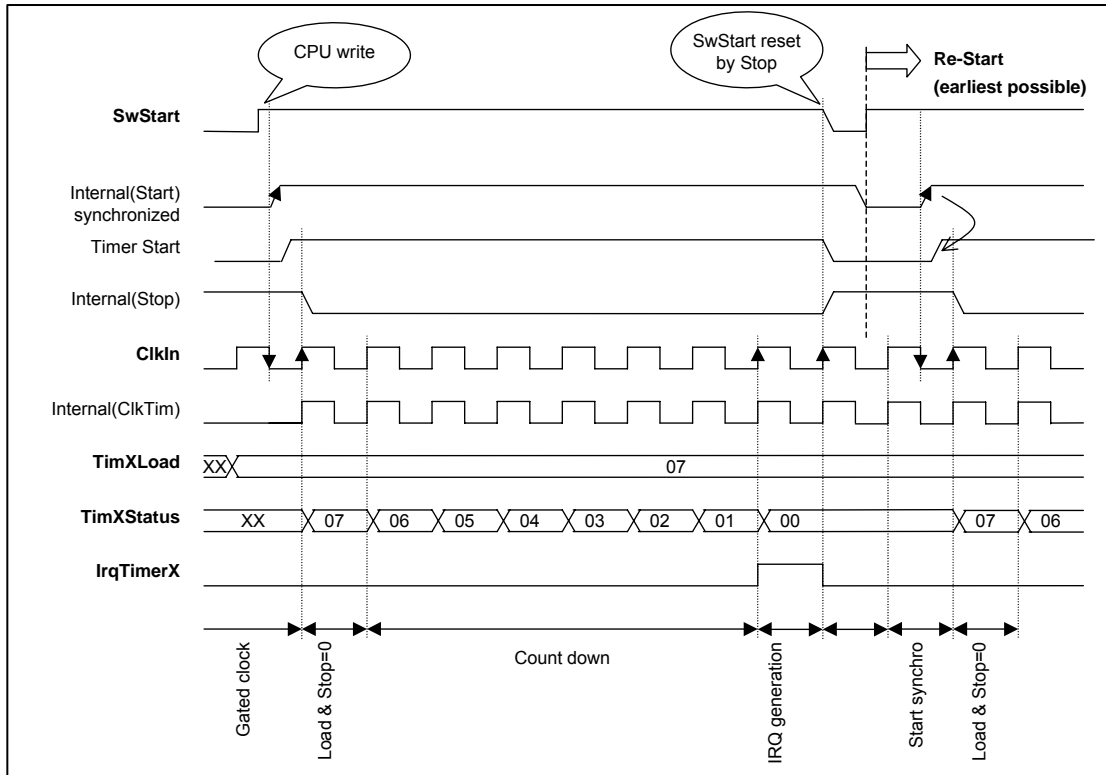 CPU write
SwStart reset
by Stop
Re-Start
(earliest possible)
SwStart
Internal(Start)
synchronized
Timer Start
Internal(Stop)
ClkIn
Internal(ClkTim)
TimXLoad
XX
07
TimXStatus
XX
07
06
05
04
03
02
01
00
07
06
IrqTimerX
Gated clock
Load & Stop=0
Count down
IRQ generation
Start synchro
Load & Stop=0